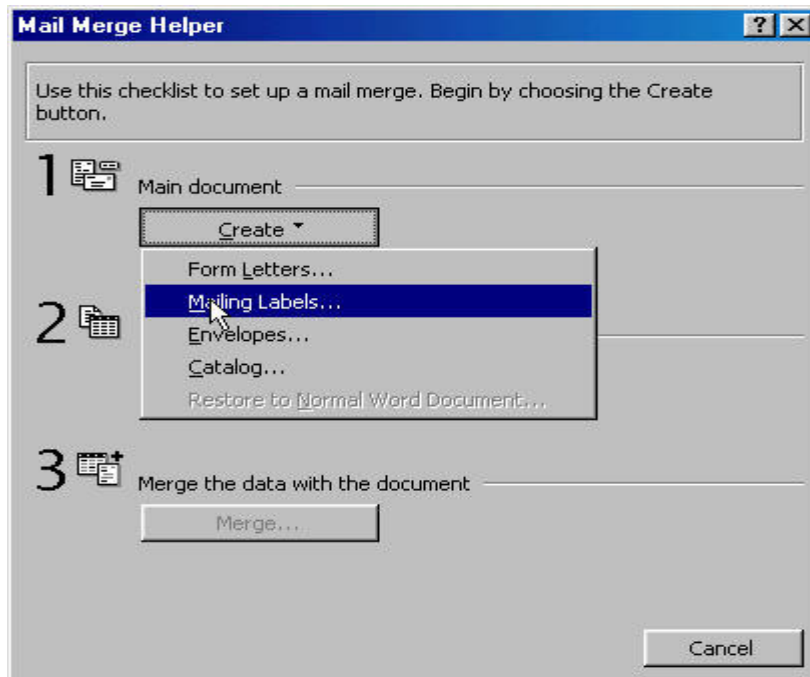 Mail Merge Helper
Use this checklist to set up a mail merge. Begin by choosing the Create
button.
1
Main document
Create
Form Letters...
Mailing Labels...
2
Envelopes...
Catalog...
Restore to Normal Word Document...
3
Merge the data with the document
Merge...
Cancel